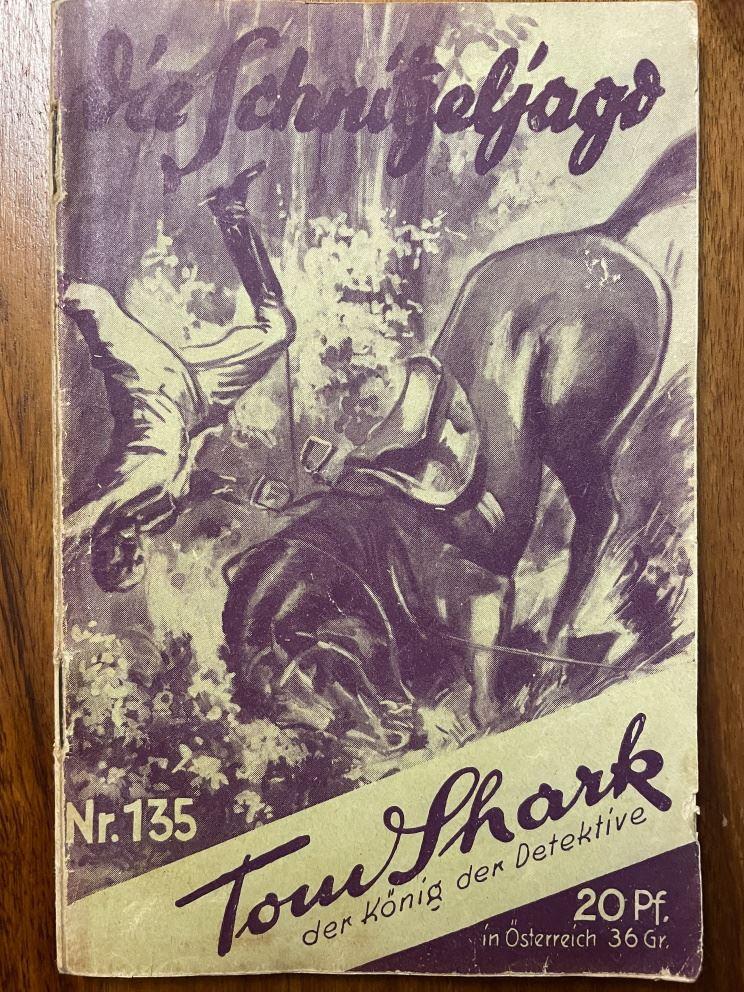 Die Schnitzeljagd
Nr. 135
Tom Shark
der König der Detektive
20 Pf.
in Österreich 36 Gr.